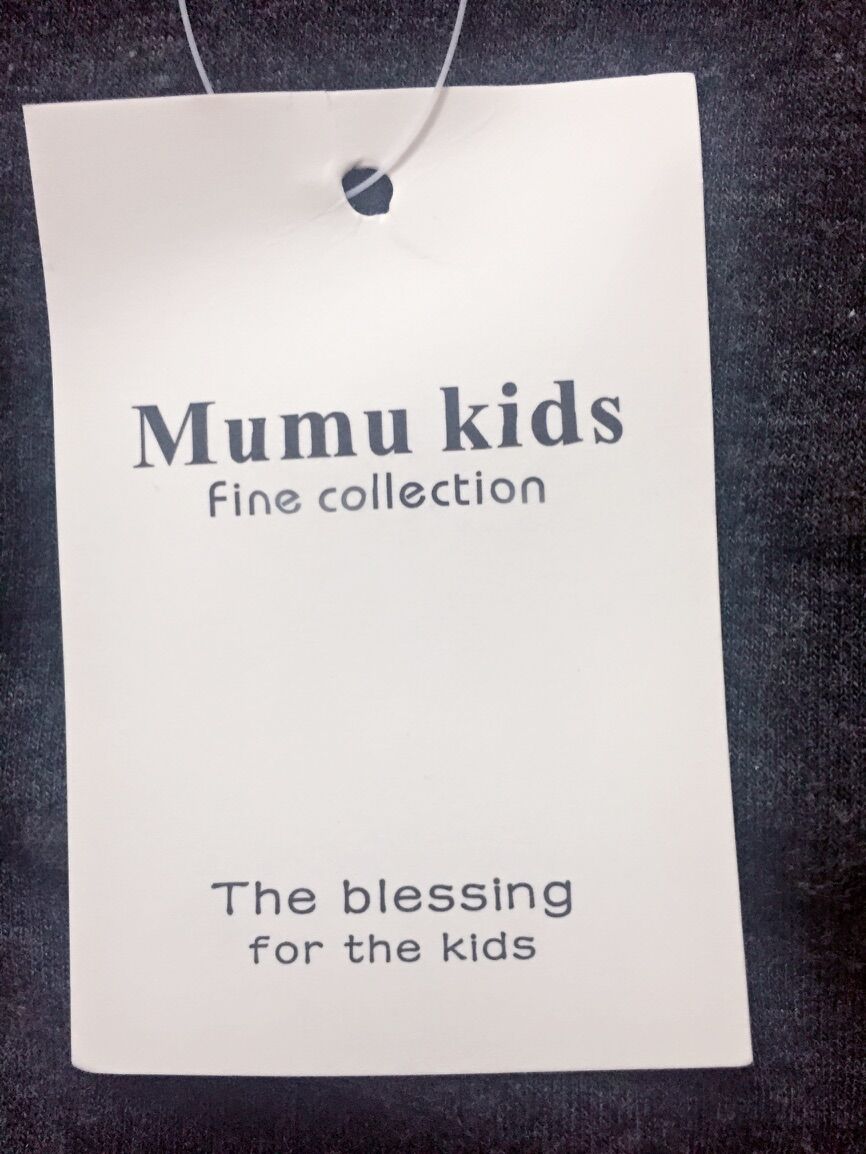 Mumu kids
Fine collection
The blessing
for the kids